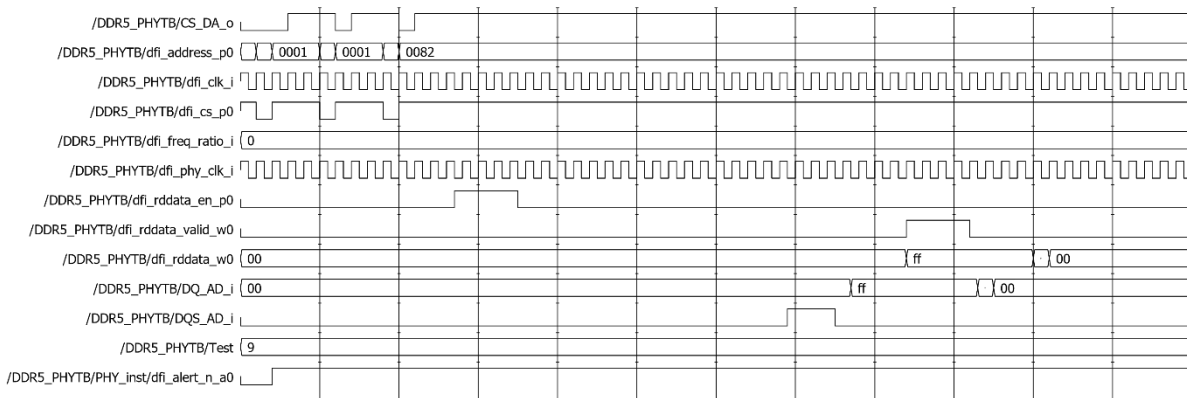 /DDR5_PHYTB/CS_DA_o
/DDR5_PHYTB/dfi_address_p0 0001 0001 0082
/DDR5_PHYTB/dfi_clk_i
/DDR5_PHYTB/dfi_cs_p0
/DDR5_PHYTB/dfi_freq_ratio_i 0
/DDR5_PHYTB/dfi_phy_clk_i
/DDR5_PHYTB/dfi_rddata_en_p0
/DDR5_PHYTB/dfi_rddata_valid_w0
/DDR5_PHYTB/dfi_rddata_w0 00 ff 00
/DDR5_PHYTB/DQ_AD_i 00 ff 00
/DDR5_PHYTB/DQS_AD_i
/DDR5_PHYTB/Test 9
/DDR5_PHYTB/PHY_inst/dfi_alert_n_a0